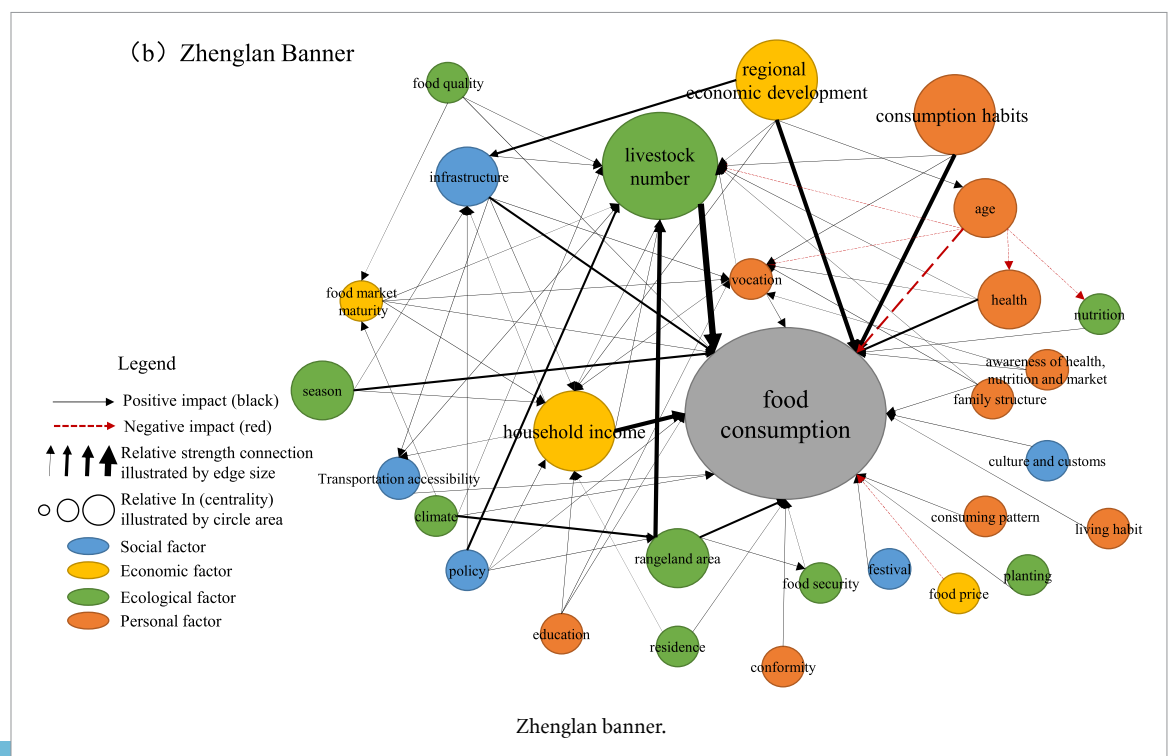 (b) Zhenglan Banner
food quality
regional
economic development
consumption habits
livestock
number
infrastructure
age
vocation
health
food market
maturity
nutrition
awareness of health,
nutrition and market
family structure
season
food
consumption
household income
culture and customs
Transportation accessibility
climate
consuming pattern
living habit
policy
rangeland area
food security
festival
food price
planting
education
residence
conformity
Legend
Positive impact (black)
Negative impact (red)
Relative strength connection
illustrated by edge size
Relative In (centrality)
illustrated by circle area
Social factor
Economic factor
Ecological factor
Personal factor
Zhenglan banner.